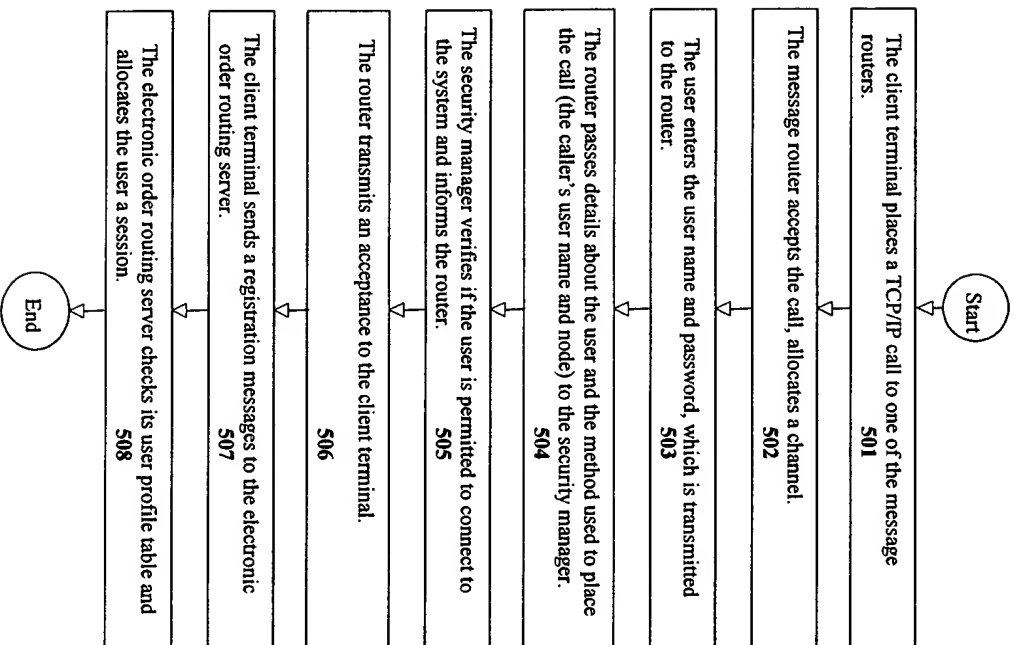 Start
The client terminal places a TCP/IP call to one of the message
routers.
501
The message router accepts the call, allocates a channel.
502
The user enters the user name and password, which is transmitted
to the router.
503
The router passes details about the user and the method used to place
the call (the caller's user name and node) to the security manager.
504
The security manager verifies if the user is permitted to connect to
the system and informs the router.
505
The router transmits an acceptance to the client terminal.
506
The client terminal sends a registration messages to the electronic
order routing server.
507
The electronic order routing server checks its user profile table and
allocates the user a session.
508
End